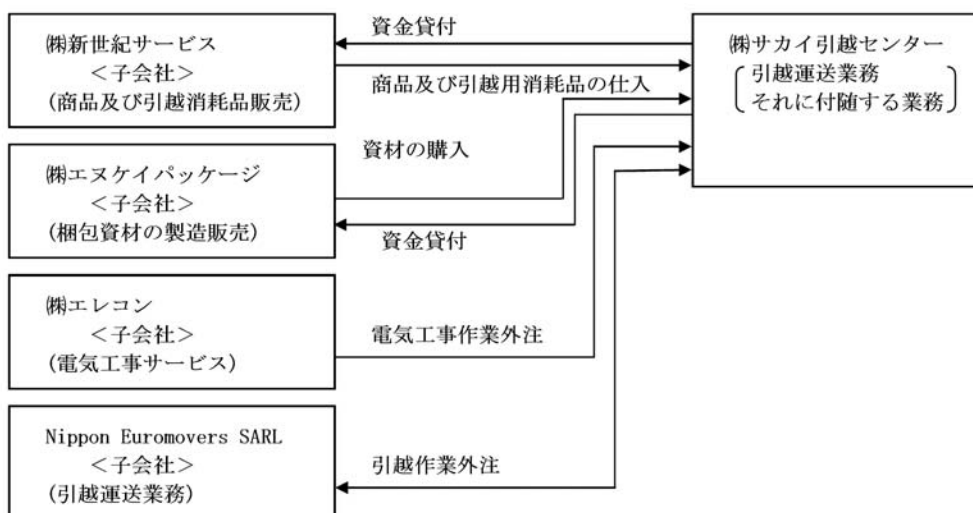 ㈱新世紀サービス
＜子会社＞
(商品及び引越消耗品販売)
資金貸付
商品及び引越用消耗品の仕入
㈱サカイ引越センター
引越運送業務
それに付随する業務
㈱エヌケイパッケージ
＜子会社＞
(梱包資材の製造販売)
資材の購入
資金貸付
㈱エレコン
＜子会社＞
(電気工事サービス)
電気工事作業外注
Nippon Euromovers SARL
＜子会社＞
(引越運送業務)
引越作業外注